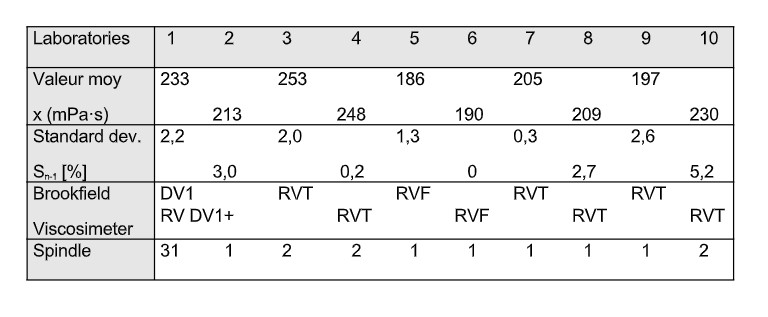 Laboratories 1 2 3 4 5 6 7 8 9 10
Valeur moy 233 253 186 205 197
x (mPa·s) 213 248 190 209 230
Standard dev. 2,2 2,0 1,3 0,3 2,6
Sn-1 [%] 3,0 0,2 0 2,7 5,2
Brookfield DV1 RVT RVF RVT RVT
RV DV1+ RVT RVF RVT RVT
Viscosimeter
Spindle 31 1 2 2 1 1 1 1 1 2